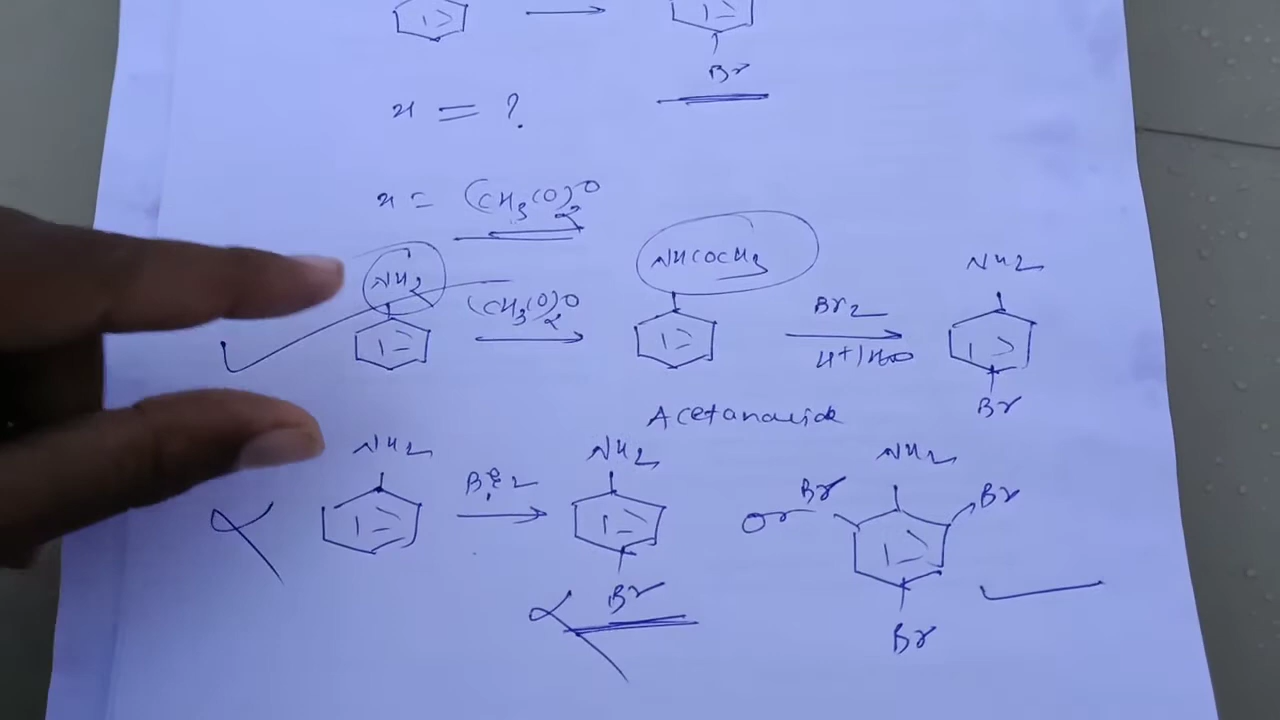 Br
x = ?
x = (CH3CO)2O
NH2 (CH3CO)2O NHCOCH3 Br2 H+/H2O NH2
Br
Acetanalide
NH2 Br2 NH2 NH2
Or Br Br
Br
Br